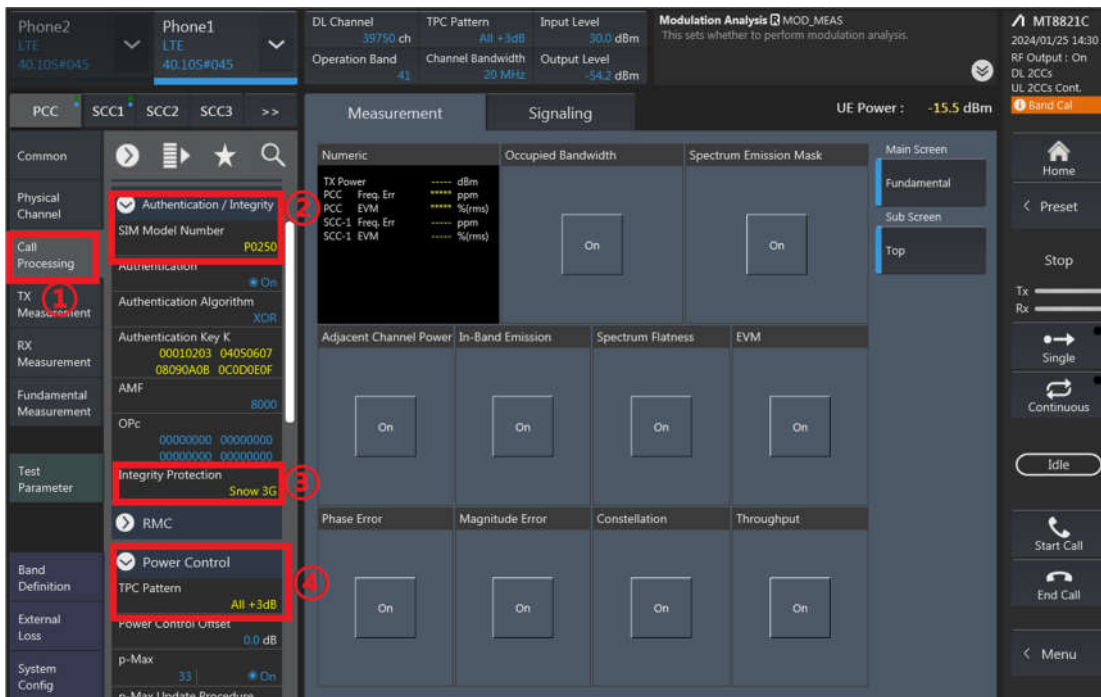 Phone2
LTE
40.105#045
Phone1
LTE
40.105#045
DL Channel
39750 ch
TPC Pattern
All +3dB
Input Level
30.0 dBm
Operation Band
41
Channel Bandwidth
20 MHz
Output Level
-54.2 dBm
Modulation Analysis R MOD_MEAS
This sets whether to perform modulation analysis.
MT8821C
2024/01/25 14:30
RF Output : On
DL 2CCs
UL 2CCs Cont.
Band Cal
PCC
SCC1
SCC2
SCC3
>>
Measurement
Signaling
UE Power : -15.5 dBm
Common
Physical
Channel
Call
Processing
①
TX
Measurement
RX
Measurement
Fundamental
Measurement
Test
Parameter
Band
Definition
External
Loss
System
Config
Authentication / Integrity
②
SIM Model Number
P0250
Authentication
On
Authentication Algorithm
XOR
Authentication Key K
00010203 04050607
08090A0B 0C0D0E0F
AMF
8000
OPc
00000000 00000000
00000000 00000000
Integrity Protection
③
Snow 3G
RMC
Power Control
④
TPC Pattern
All +3dB
Power Control Offset
0.0 dB
p-Max
33
On
p-Max Update Procedure
Numeric
TX Power ----- dBm
PCC Freq. Err ***** ppm
PCC EVM ***** %(rms)
SCC-1 Freq. Err ----- ppm
SCC-1 EVM ----- %(rms)
Occupied Bandwidth
On
Spectrum Emission Mask
On
Adjacent Channel Power
On
In-Band Emission
On
Spectrum Flatness
On
EVM
On
Phase Error
On
Magnitude Error
On
Constellation
On
Throughput
On
Main Screen
Fundamental
Sub Screen
Top
Home
< Preset
Stop
Tx
Rx
Single
Continuous
Idle
Start Call
End Call
< Menu